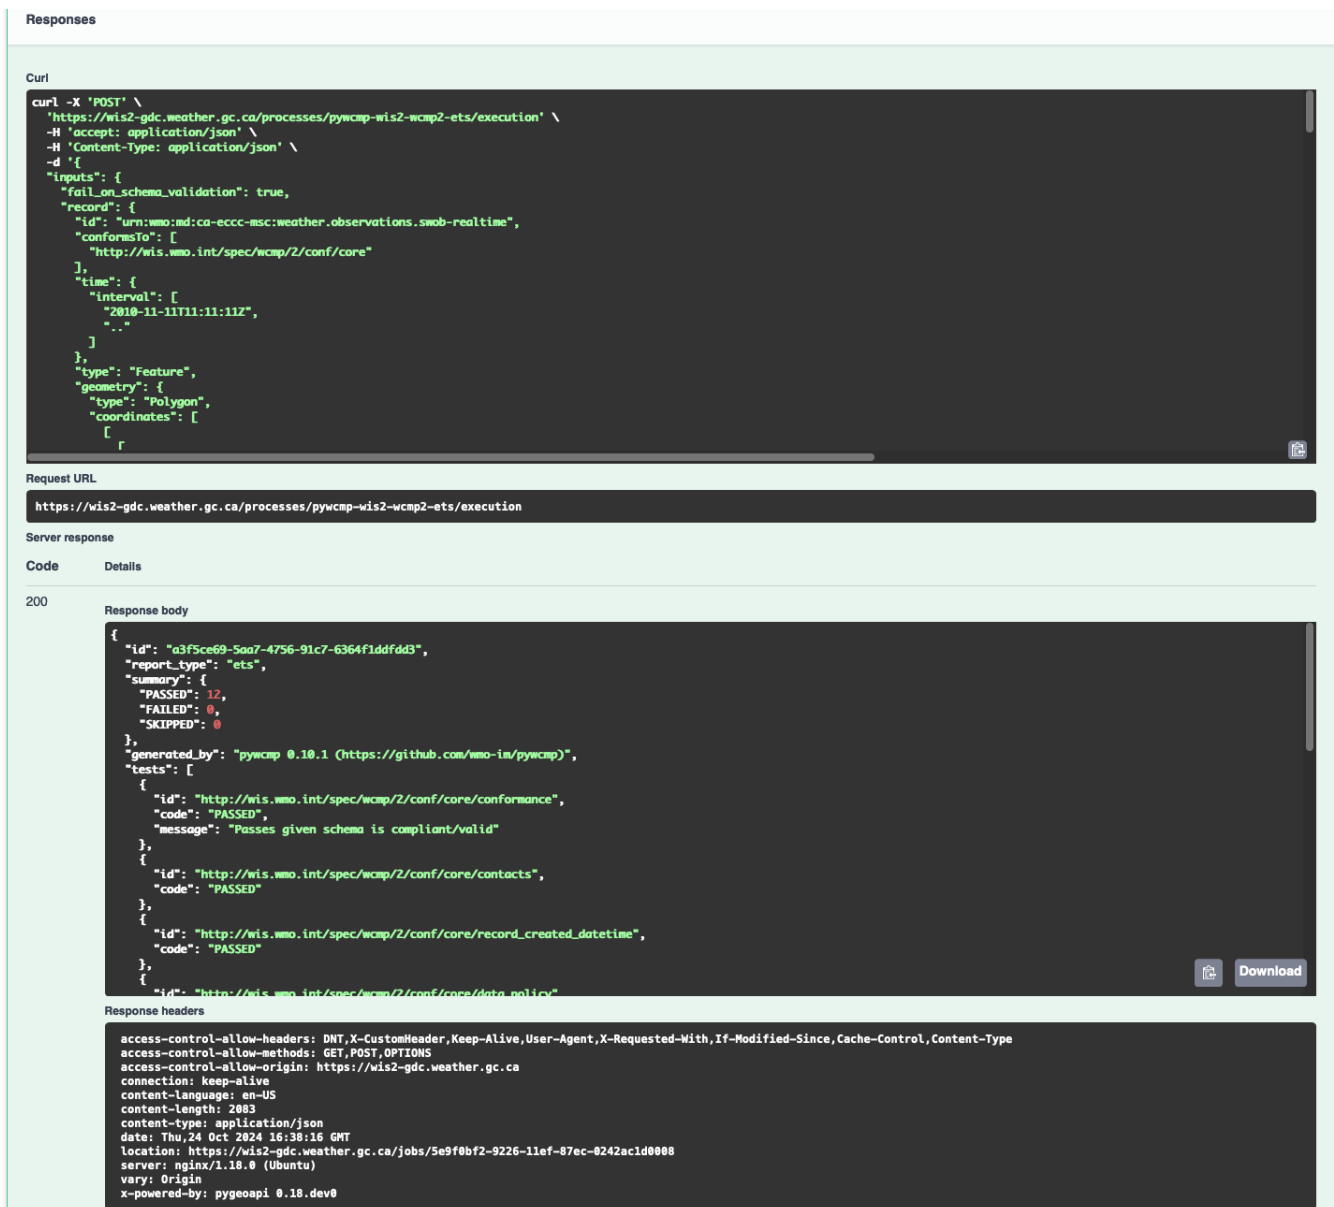 Responses
Curl
curl -X 'POST' \
'https://wis2-gdc.weather.gc.ca/processes/pywcmp-wis2-wcmp2-ets/execution' \
-H 'accept: application/json' \
-H 'Content-Type: application/json' \
-d '{
"inputs": {
"fail_on_schema_validation": true,
"record": {
"id": "urn:wmo:md:ca-eccc-msc:weather.observations.swob-realtime",
"conformsTo": [
"http://wis.wmo.int/spec/wcmp/2/conf/core"
],
"time": {
"interval": [
"2010-11-11T11:11:11Z",
".."
]
},
"type": "Feature",
"geometry": {
"type": "Polygon",
"coordinates": [
[
[
Request URL
https://wis2-gdc.weather.gc.ca/processes/pywcmp-wis2-wcmp2-ets/execution
Server response
Code Details
200
Response body
{
"id": "a3f5ce69-5aa7-4756-91c7-6364f1ddfdd3",
"report_type": "ets",
"summary": {
"PASSED": 12,
"FAILED": 0,
"SKIPPED": 0
},
"generated_by": "pywcmp 0.10.1 (https://github.com/wmo-im/pywcmp)",
"tests": [
{
"id": "http://wis.wmo.int/spec/wcmp/2/conf/core/conformance",
"code": "PASSED",
"message": "Passes given schema is compliant/valid"
},
{
"id": "http://wis.wmo.int/spec/wcmp/2/conf/core/contacts",
"code": "PASSED"
},
{
"id": "http://wis.wmo.int/spec/wcmp/2/conf/core/record_created_datetime",
"code": "PASSED"
},
{
"id": "http://wis.wmo.int/spec/wcmp/2/conf/core/data_policy"
Download
Response headers
access-control-allow-headers: DNT,X-CustomHeader,Keep-Alive,User-Agent,X-Requested-With,If-Modified-Since,Cache-Control,Content-Type
access-control-allow-methods: GET,POST,OPTIONS
access-control-allow-origin: https://wis2-gdc.weather.gc.ca
connection: keep-alive
content-language: en-US
content-length: 2083
content-type: application/json
date: Thu,24 Oct 2024 16:38:16 GMT
location: https://wis2-gdc.weather.gc.ca/jobs/5e9f0bf2-9226-11ef-87ec-0242ac1d0008
server: nginx/1.18.0 (Ubuntu)
vary: Origin
x-powered-by: pygeoapi 0.18.dev0